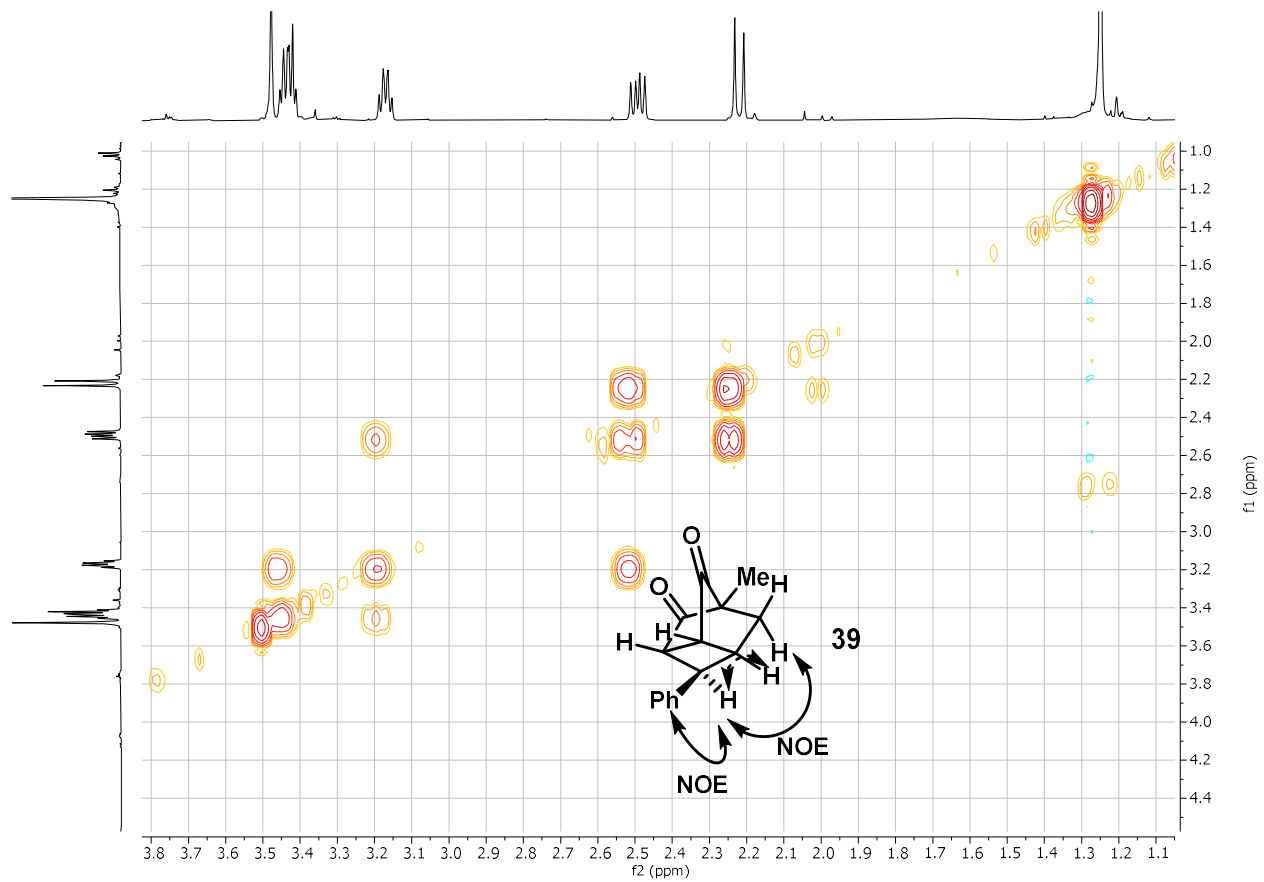 1.0
1.2
1.4
1.6
1.8
2.0
2.2
2.4
2.6
2.8
3.0
3.2
3.4
3.6
3.8
4.0
4.2
4.4
f1 (ppm)
O
O
Me
H
H
H
H
39
H
Ph
H
NOE
NOE
3.8 3.7 3.6 3.5 3.4 3.3 3.2 3.1 3.0 2.9 2.8 2.7 2.6 2.5 2.4 2.3 2.2 2.1 2.0 1.9 1.8 1.7 1.6 1.5 1.4 1.3 1.2 1.1
f2 (ppm)